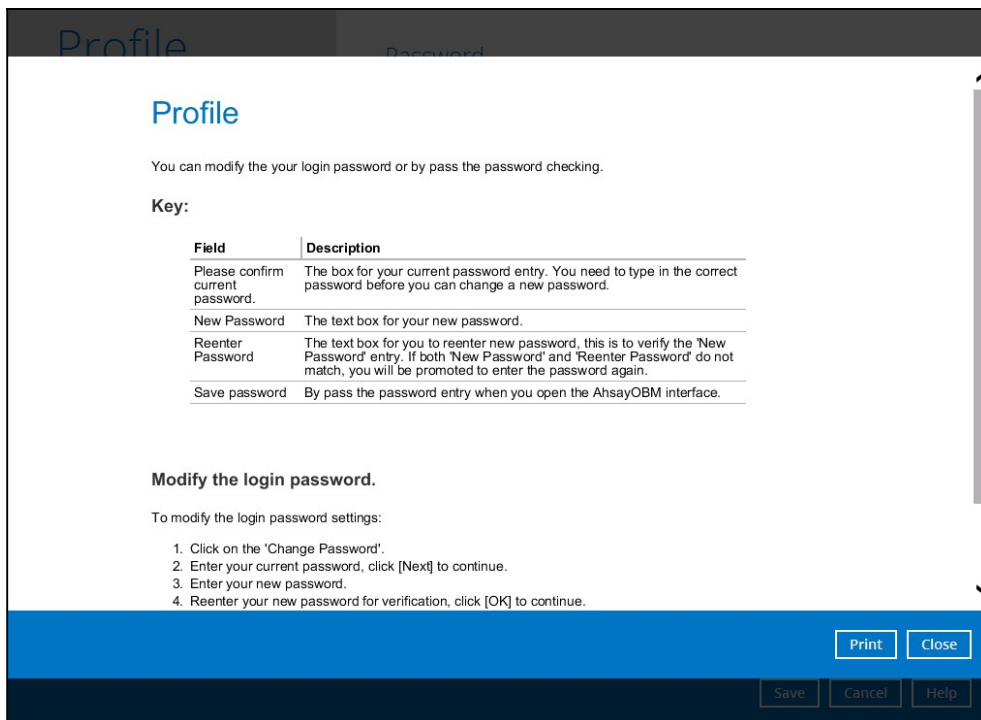 Profile
Password
Profile
You can modify the your login password or by pass the password checking.
Key:
Field Description
Please confirm The box for your current password entry. You need to type in the correct
current password before you can change a new password.
password.
New Password The text box for your new password.
Reenter The text box for you to reenter new password, this is to verify the 'New
Password Password' entry. If both 'New Password' and 'Reenter Password' do not
match, you will be promoted to enter the password again.
Save password By pass the password entry when you open the AhsayOBM interface.
Modify the login password.
To modify the login password settings:
1. Click on the 'Change Password'.
2. Enter your current password, click [Next] to continue.
3. Enter your new password.
4. Reenter your new password for verification, click [OK] to continue.
Print Close
Save Cancel Help